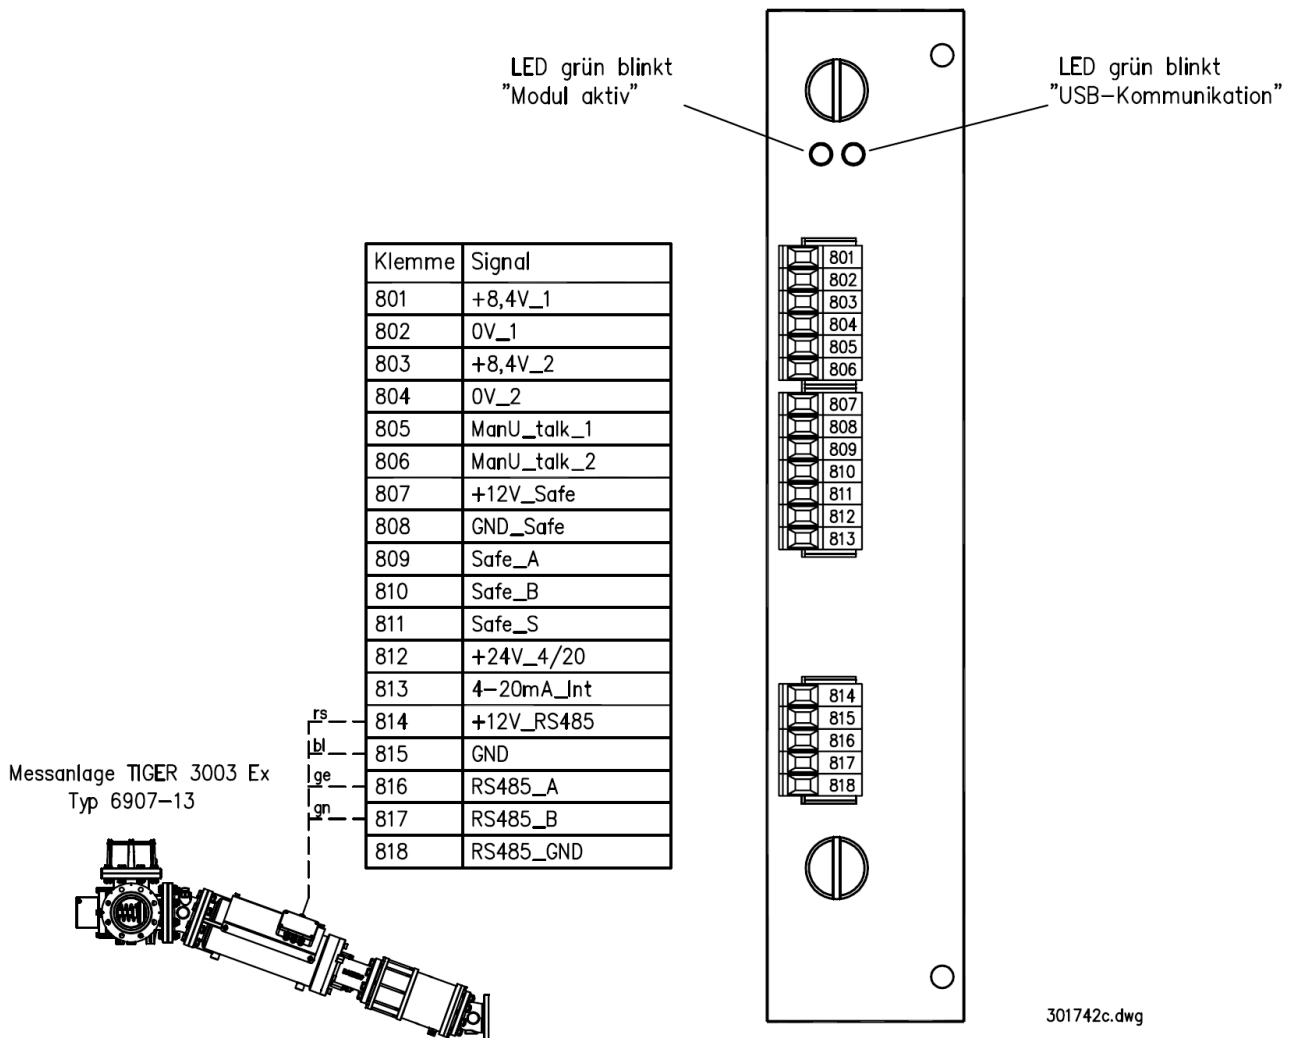 LED grün blinkt
"Modul aktiv"
LED grün blinkt
"USB-Kommunikation"
Klemme Signal
801 +8,4V_1
802 0V_1
803 +8,4V_2
804 0V_2
805 ManU_talk_1
806 ManU_talk_2
807 +12V_Safe
808 GND_Safe
809 Safe_A
810 Safe_B
811 Safe_S
812 +24V_4/20
813 4-20mA_Int
rs 814 +12V_RS485
bl 815 GND
ge 816 RS485_A
gn 817 RS485_B
818 RS485_GND
Messanlage TIGER 3003 Ex
Typ 6907-13
801
802
803
804
805
806
807
808
809
810
811
812
813
814
815
816
817
818
301742c.dwg